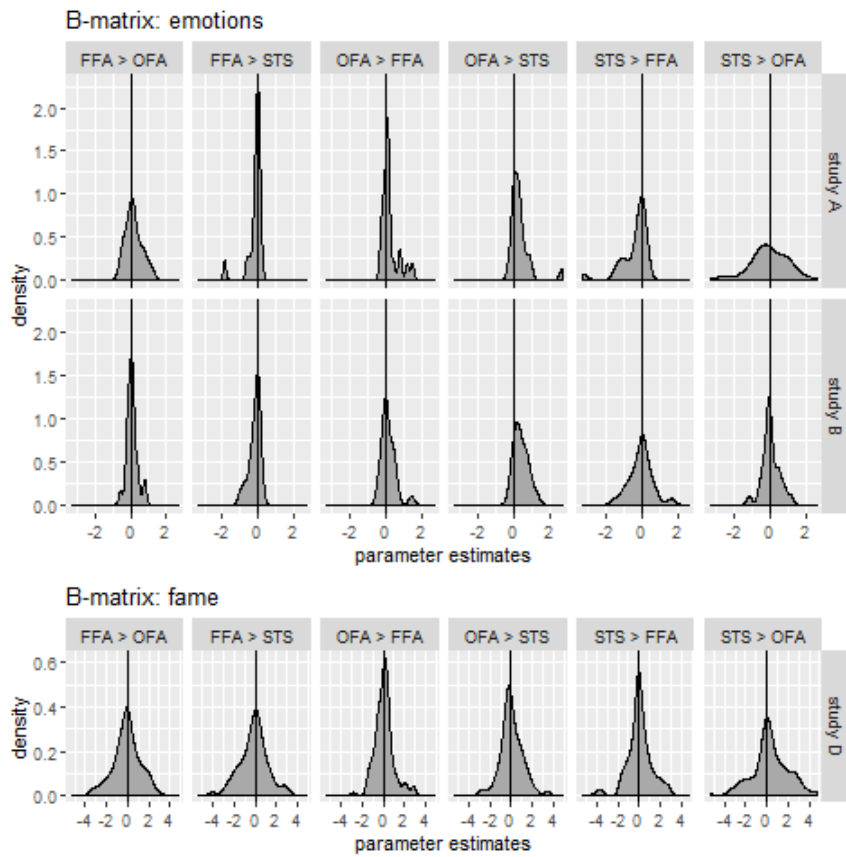 B-matrix: emotions
FFA > OFA FFA > STS OFA > FFA OFA > STS STS > FFA STS > OFA
density
2.0
1.5
1.0
0.5
0.0
study A
2.0
1.5
1.0
0.5
0.0
study B
-2 0 2 -2 0 2 -2 0 2 -2 0 2 -2 0 2 -2 0 2
parameter estimates
B-matrix: fame
FFA > OFA FFA > STS OFA > FFA OFA > STS STS > FFA STS > OFA
density
0.6
0.4
0.2
0.0
study D
-4 -2 0 2 4 -4 -2 0 2 4 -4 -2 0 2 4 -4 -2 0 2 4 -4 -2 0 2 4 -4 -2 0 2 4
parameter estimates